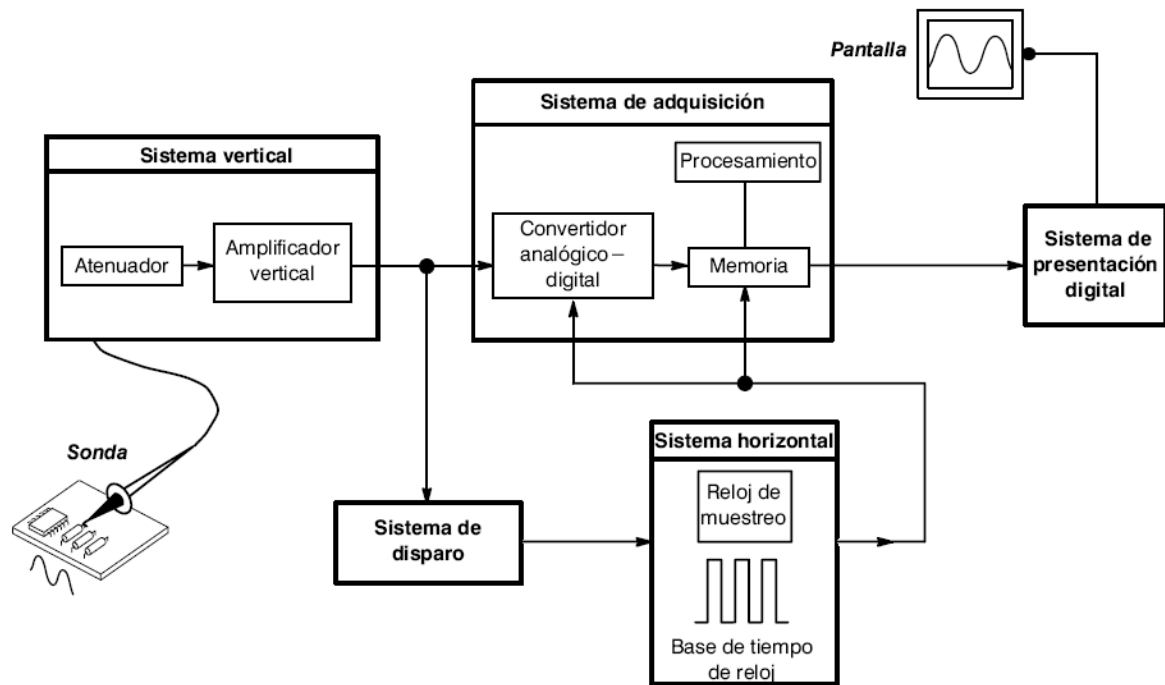 Pantalla
Sistema de adquisición
Procesamiento
Sistema vertical
Atenuador
Amplificador
vertical
Convertidor
analógico–
digital
Memoria
Sistema de
presentación
digital
Sonda
Sistema de
disparo
Sistema horizontal
Reloj de
muestreo
Base de tiempo
de reloj